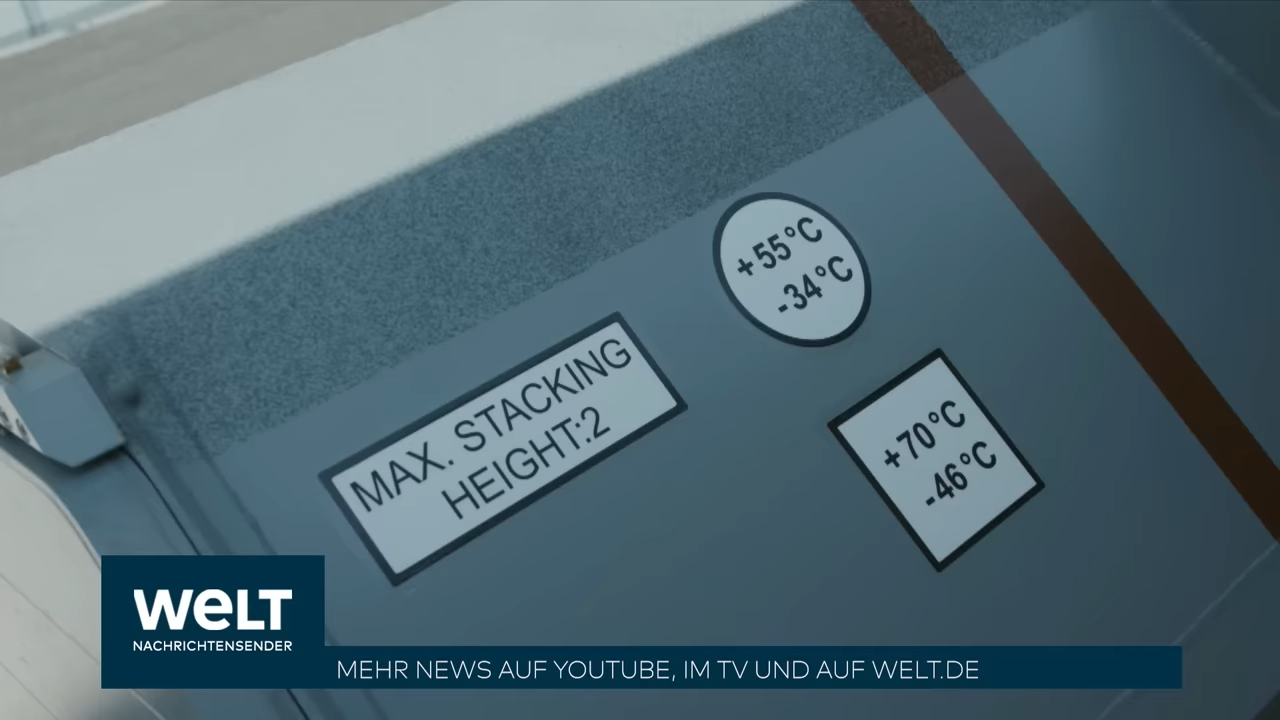 +55°C
-34°C
MAX. STACKING
HEIGHT:2
+70°C
-46°C
WELT
NACHRICHTENSENDER
MEHR NEWS AUF YOUTUBE, IM TV UND AUF WELT.DE